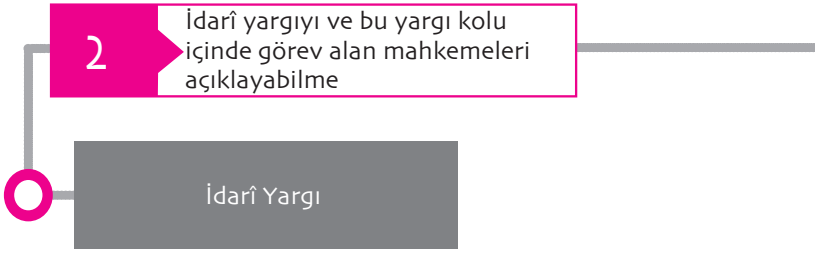 2
İdarî yargıyı ve bu yargı kolu
içinde görev alan mahkemeleri
açıklayabilme
İdarî Yargı